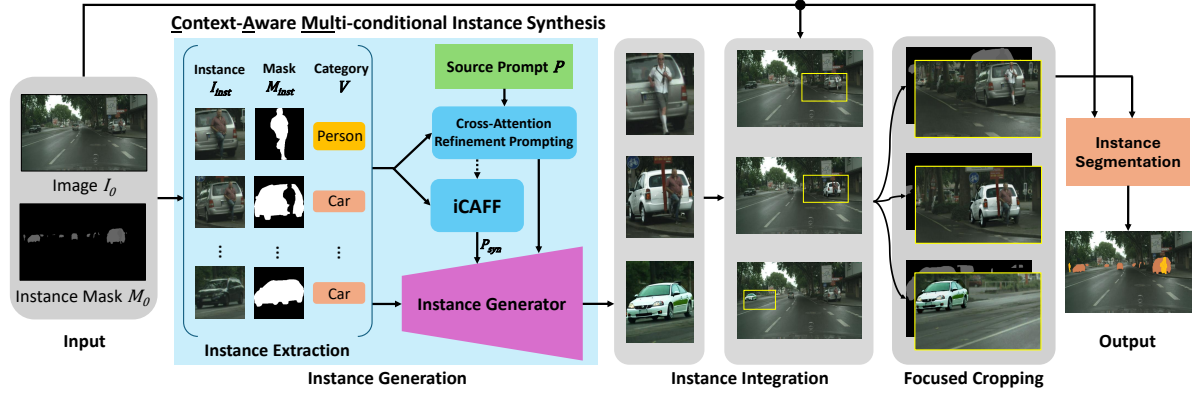 Context-Aware Multi-conditional Instance Synthesis
Instance
I_inst
Mask
M_inst
Category
V
Source Prompt P
Person
Cross-Attention
Refinement Prompting
Car
iCAFF
P_syn
⋮
⋮
⋮
Car
Instance Generator
Instance Extraction
Image I_0
Instance Mask M_0
Input
Instance Generation
Instance Integration
Focused Cropping
Instance
Segmentation
Output